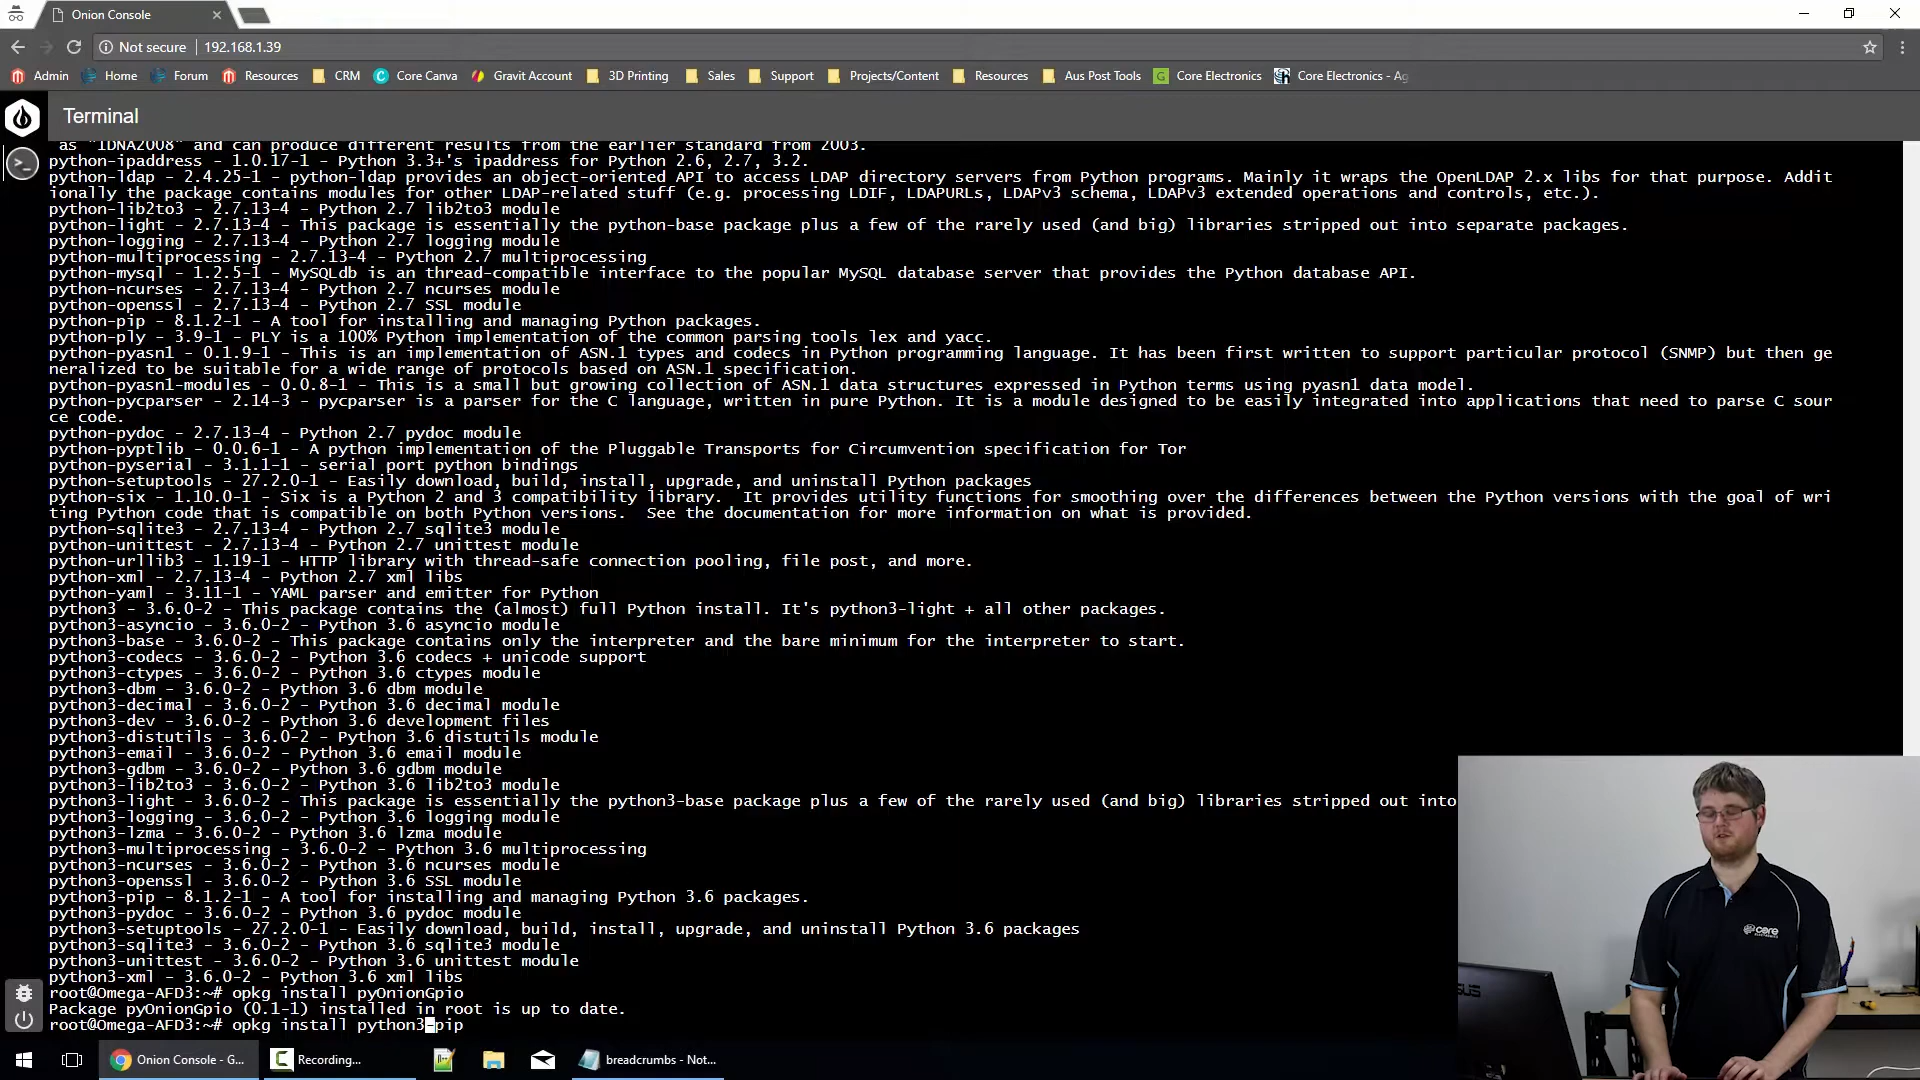 Onion Console
Not secure
192.168.1.39
Admin
Home
Forum
Resources
CRM
Core Canva
Gravit Account
3D Printing
Sales
Support
Projects/Content
Resources
Aus Post Tools
Core Electronics
Core Electronics - Ag
Terminal
as "IDNA2008" and can produce different results from the earlier standard from 2003.
python-ipaddress - 1.0.17-1 - Python 3.3+'s ipaddress for Python 2.6, 2.7, 3.2.
python-ldap - 2.4.25-1 - python-ldap provides an object-oriented API to access LDAP directory servers from Python programs. Mainly it wraps the OpenLDAP 2.x libs for that purpose. Addit
ionally the package contains modules for other LDAP-related stuff (e.g. processing LDIF, LDAPURLs, LDAPv3 schema, LDAPv3 extended operations and controls, etc.).
python-lib2to3 - 2.7.13-4 - Python 2.7 lib2to3 module
python-light - 2.7.13-4 - This package is essentially the python-base package plus a few of the rarely used (and big) libraries stripped out into separate packages.
python-logging - 2.7.13-4 - Python 2.7 logging module
python-multiprocessing - 2.7.13-4 - Python 2.7 multiprocessing
python-mysql - 1.2.5-1 - MySQLdb is an thread-compatible interface to the popular MySQL database server that provides the Python database API.
python-ncurses - 2.7.13-4 - Python 2.7 ncurses module
python-openssl - 2.7.13-4 - Python 2.7 SSL module
python-pip - 8.1.2-1 - A tool for installing and managing Python packages.
python-ply - 3.9-1 - PLY is a 100% Python implementation of the common parsing tools lex and yacc.
python-pyasn1 - 0.1.9-1 - This is an implementation of ASN.1 types and codecs in Python programming language. It has been first written to support particular protocol (SNMP) but then ge
neralized to be suitable for a wide range of protocols based on ASN.1 specification.
python-pyasn1-modules - 0.0.8-1 - This is a small but growing collection of ASN.1 data structures expressed in Python terms using pyasn1 data model.
python-pycparser - 2.14-3 - pycparser is a parser for the C language, written in pure Python. It is a module designed to be easily integrated into applications that need to parse C sour
ce code.
python-pydoc - 2.7.13-4 - Python 2.7 pydoc module
python-pyptlib - 0.0.6-1 - A python implementation of the Pluggable Transports for Circumvention specification for Tor
python-pyserial - 3.1.1-1 - serial port python bindings
python-setuptools - 27.2.0-1 - Easily download, build, install, upgrade, and uninstall Python packages
python-six - 1.10.0-1 - Six is a Python 2 and 3 compatibility library.  It provides utility functions for smoothing over the differences between the Python versions with the goal of wri
ting Python code that is compatible on both Python versions.  See the documentation for more information on what is provided.
python-sqlite3 - 2.7.13-4 - Python 2.7 sqlite3 module
python-unittest - 2.7.13-4 - Python 2.7 unittest module
python-urllib3 - 1.19-1 - HTTP library with thread-safe connection pooling, file post, and more.
python-xml - 2.7.13-4 - Python 2.7 xml libs
python-yaml - 3.11-1 - YAML parser and emitter for Python
python3 - 3.6.0-2 - This package contains the (almost) full Python install. It's python3-light + all other packages.
python3-asyncio - 3.6.0-2 - Python 3.6 asyncio module
python3-base - 3.6.0-2 - This package contains only the interpreter and the bare minimum for the interpreter to start.
python3-codecs - 3.6.0-2 - Python 3.6 codecs + unicode support
python3-ctypes - 3.6.0-2 - Python 3.6 ctypes module
python3-dbm - 3.6.0-2 - Python 3.6 dbm module
python3-decimal - 3.6.0-2 - Python 3.6 decimal module
python3-dev - 3.6.0-2 - Python 3.6 development files
python3-distutils - 3.6.0-2 - Python 3.6 distutils module
python3-email - 3.6.0-2 - Python 3.6 email module
python3-gdbm - 3.6.0-2 - Python 3.6 gdbm module
python3-lib2to3 - 3.6.0-2 - Python 3.6 lib2to3 module
python3-light - 3.6.0-2 - This package is essentially the python3-base package plus a few of the rarely used (and big) libraries stripped out into
python3-logging - 3.6.0-2 - Python 3.6 logging module
python3-lzma - 3.6.0-2 - Python 3.6 lzma module
python3-multiprocessing - 3.6.0-2 - Python 3.6 multiprocessing
python3-ncurses - 3.6.0-2 - Python 3.6 ncurses module
python3-openssl - 3.6.0-2 - Python 3.6 SSL module
python3-pip - 8.1.2-1 - A tool for installing and managing Python 3.6 packages.
python3-pydoc - 3.6.0-2 - Python 3.6 pydoc module
python3-setuptools - 27.2.0-1 - Easily download, build, install, upgrade, and uninstall Python 3.6 packages
python3-sqlite3 - 3.6.0-2 - Python 3.6 sqlite3 module
python3-unittest - 3.6.0-2 - Python 3.6 unittest module
python3-xml - 3.6.0-2 - Python 3.6 xml libs
root@Omega-AFD3:~# opkg install pyOnionGpio
Package pyOnionGpio (0.1-1) installed in root is up to date.
root@Omega-AFD3:~# opkg install python3-pip
core
ASUS
Onion Console - G...
Recording...
breadcrumbs - Not...